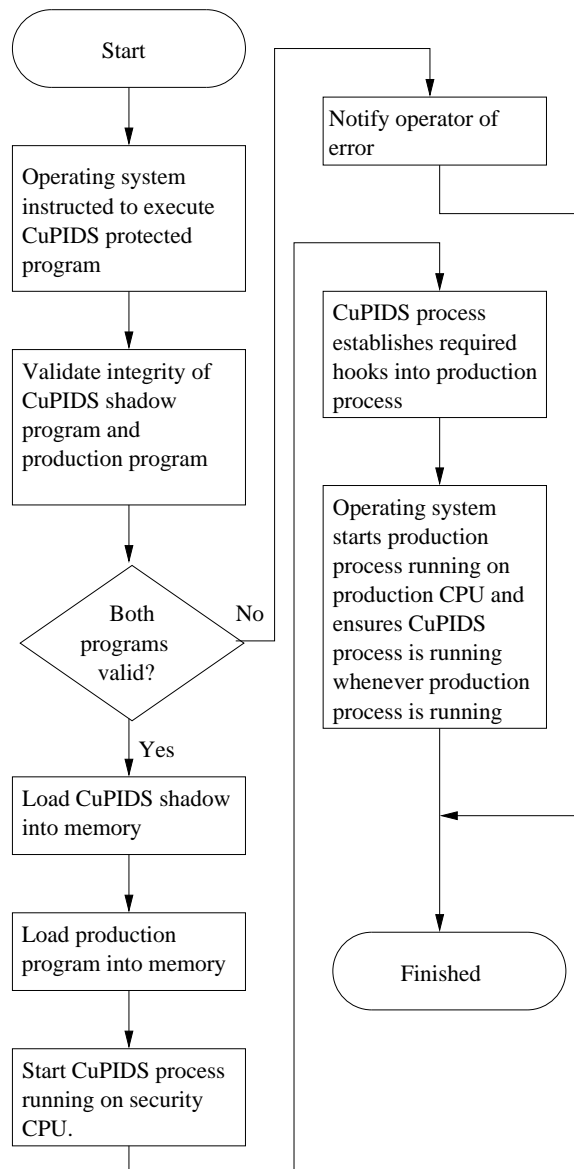 Start
Operating system
instructed to execute
CuPIDS protected
program
Validate integrity of
CuPIDS shadow
program and
production program
Both
programs
valid?
No
Yes
Load CuPIDS shadow
into memory
Load production
program into memory
Start CuPIDS process
running on security
CPU.
Notify operator of
error
CuPIDS process
establishes required
hooks into production
process
Operating system
starts production
process running on
production CPU and
ensures CuPIDS
process is running
whenever production
process is running
Finished